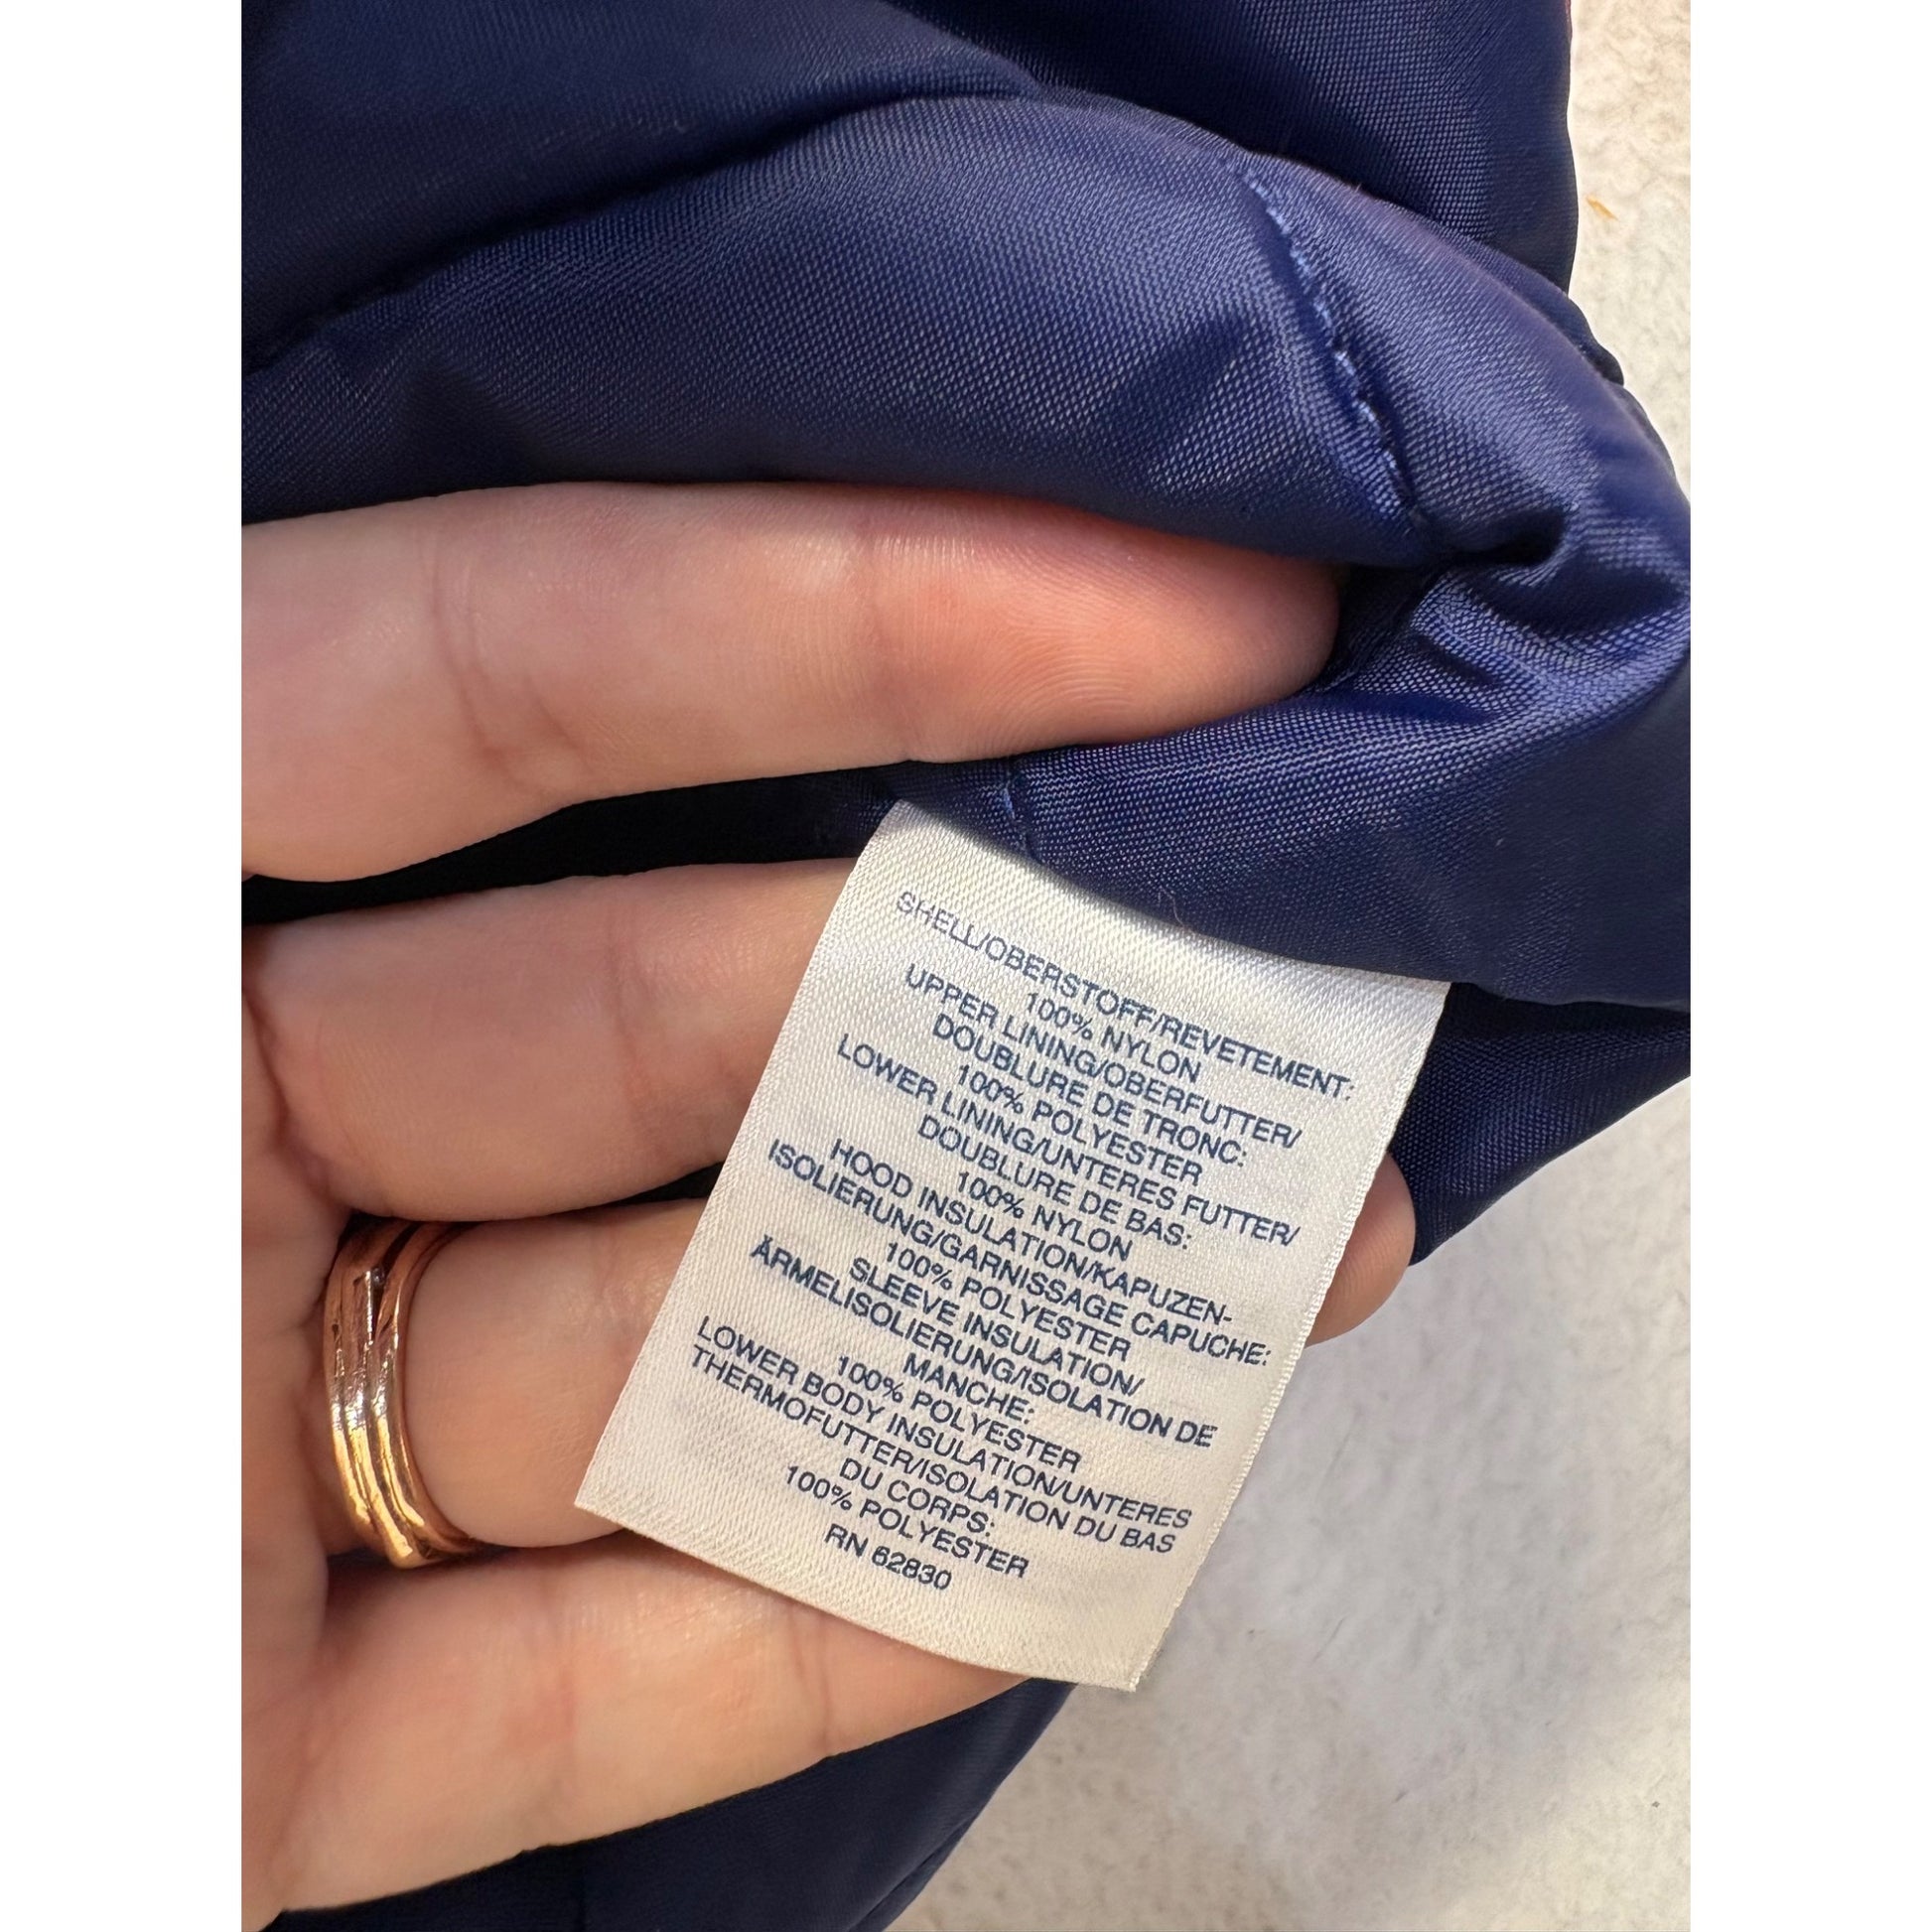 SHELL/OBERSTOFF/REVETEMENT:
100% NYLON
UPPER LINING/OBERFUTTER/
DOUBLURE DE TRONC:
100% POLYESTER
LOWER LINING/UNTERES FUTTER/
DOUBLURE DE BAS:
100% NYLON
HOOD INSULATION/KAPUZEN-
ISOLIERUNG/GARNISSAGE CAPUCHE:
100% POLYESTER
SLEEVE INSULATION/
ÄRMELISOLIERUNG/ISOLATION DE
MANCHE:
100% POLYESTER
LOWER BODY INSULATION/UNTERES
THERMOFUTTER/ISOLATION DU BAS
DU CORPS:
100% POLYESTER
RN 62830